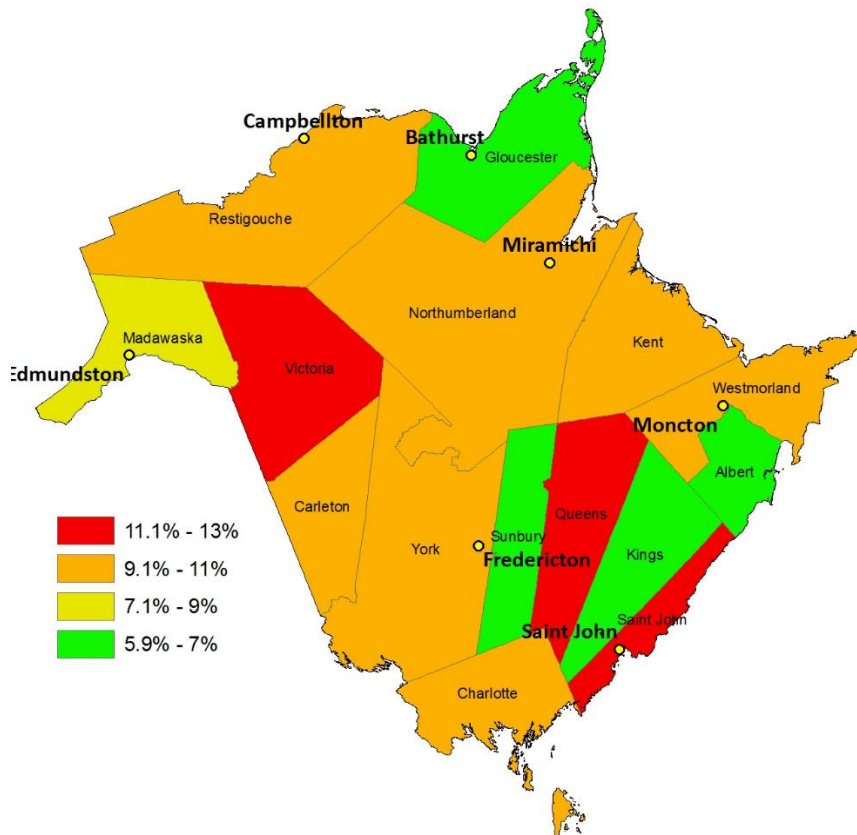 Campbellton
Bathurst
Gloucester
Restigouche
Miramichi
Northumberland
Madawaska
Kent
Edmundston
Victoria
Westmorland
Moncton
Albert
Carleton
Queens
11.1% - 13%
9.1% - 11%
7.1% - 9%
5.9% - 7%
York
Sunbury
Kings
Fredericton
Saint John
Saint John
Charlotte